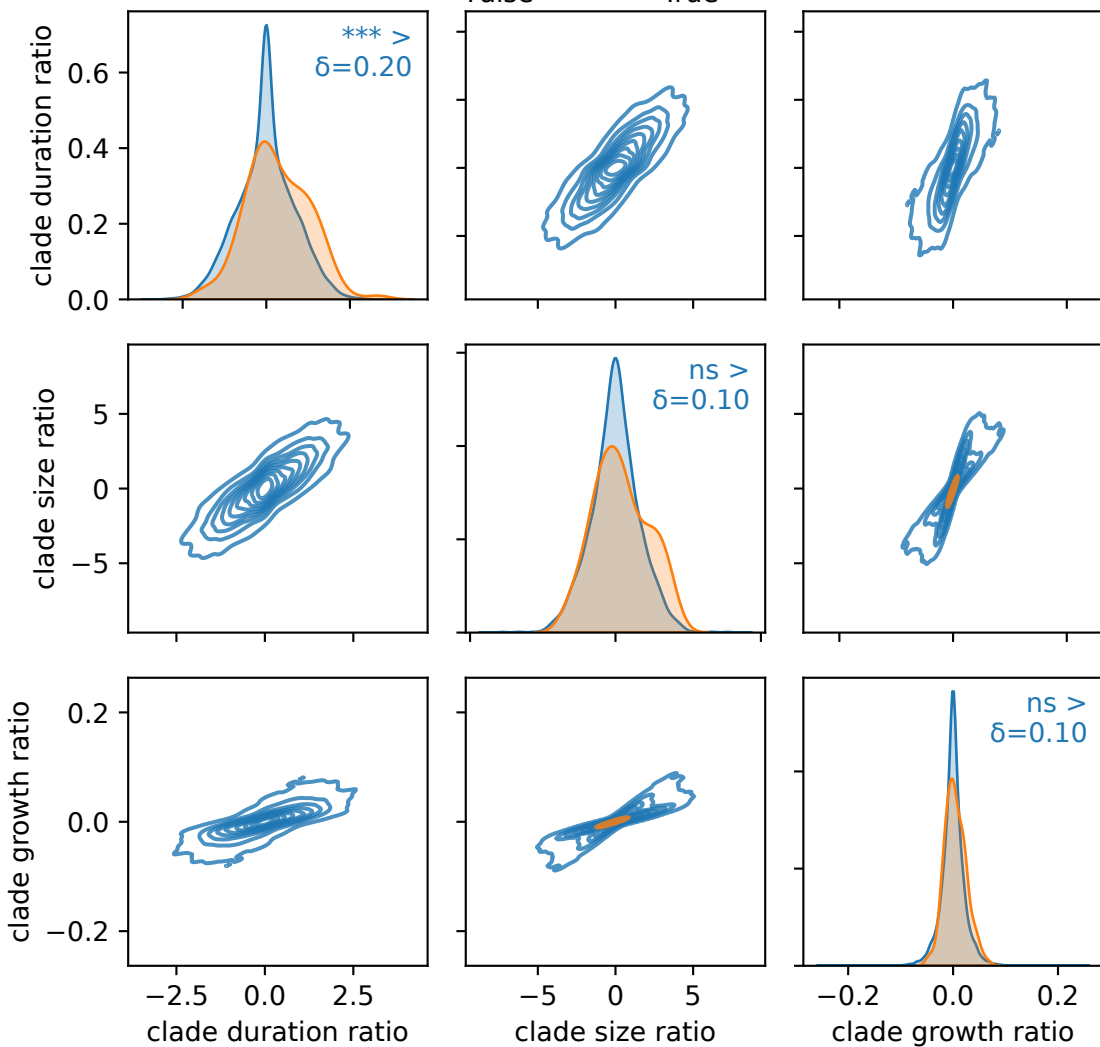 *** >
δ=0.20
clade duration ratio
0.6
0.4
0.2
0.0
ns >
δ=0.10
clade size ratio
5
0
−5
ns >
δ=0.10
clade growth ratio
0.2
0.0
−0.2
−2.5 0.0 2.5
−5 0 5
−0.2 0.0 0.2
clade duration ratio
clade size ratio
clade growth ratio